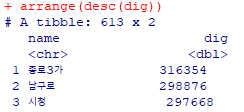 + arrange(desc(dig))
# A tibble: 613 x 2
name dig
<chr> <dbl>
1 종로3가 316354
2 남구로 298876
3 시청 297668